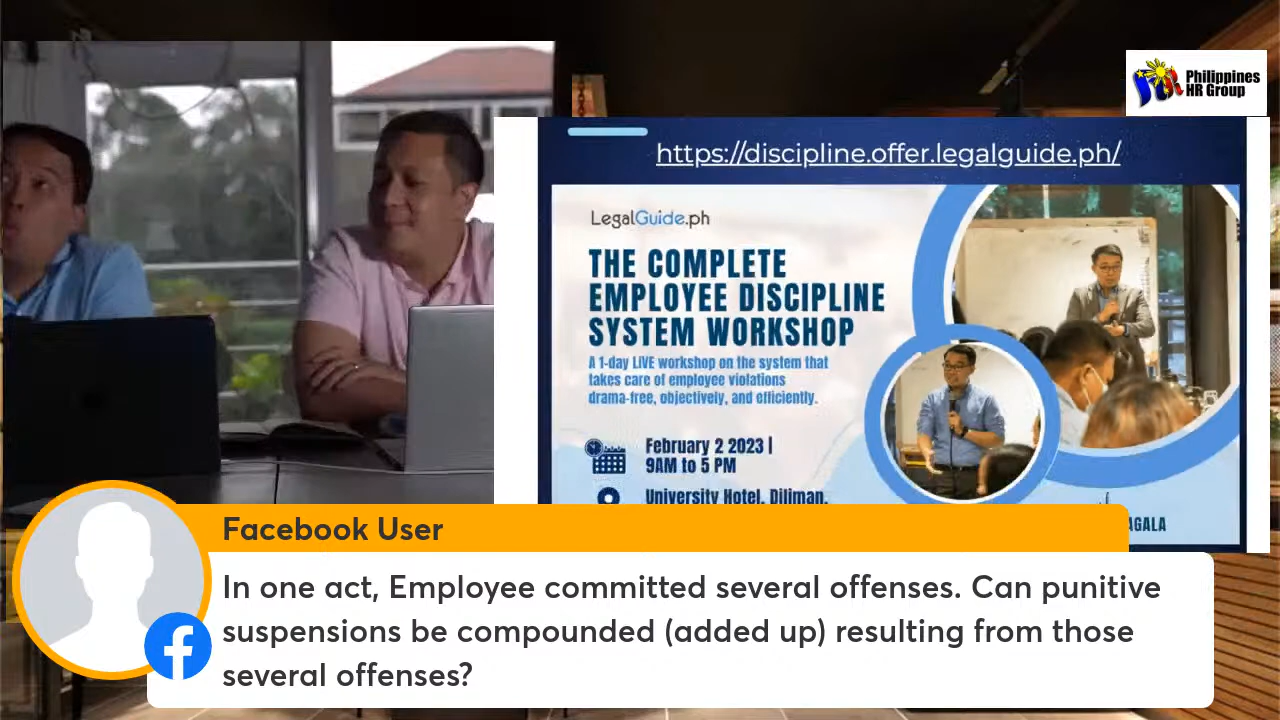 Philippines
HR Group
https://discipline.offer.legalguide.ph/
LegalGuide.ph
THE COMPLETE
EMPLOYEE DISCIPLINE
SYSTEM WORKSHOP
A 1-day LIVE workshop on the system that
takes care of employee violations
drama-free, objectively, and efficiently.
February 2 2023 |
9AM to 5 PM
University Hotel, Diliman,
AGALA
Facebook User
In one act, Employee committed several offenses. Can punitive
suspensions be compounded (added up) resulting from those
several offenses?